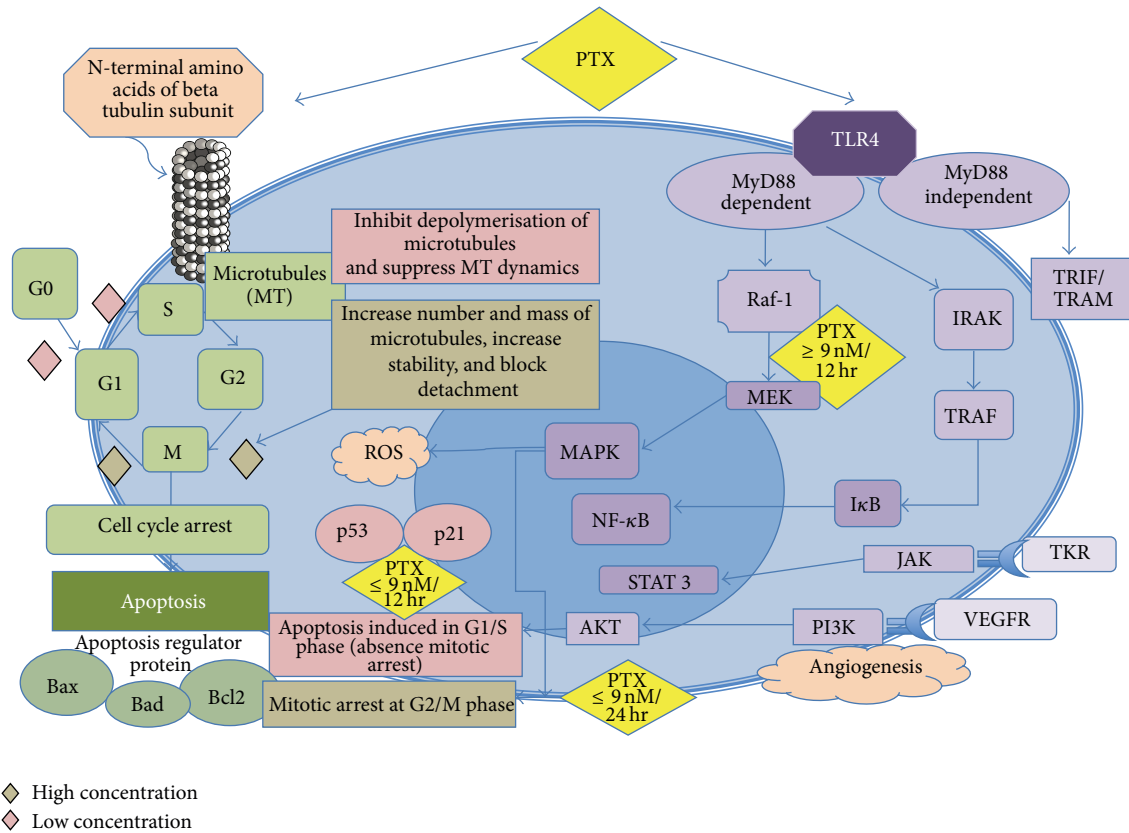 PTX
N-terminal amino
acids of beta
tubulin subunit
TLR4
MyD88
dependent
MyD88
independent
TRIF/
TRAM
Inhibit depolymerisation of
microtubules
and suppress MT dynamics
Microtubules
(MT)
Increase number and mass of
microtubules, increase
stability, and block
detachment
G0
S
G1
G2
M
Raf-1
PTX
≥ 9 nM/
12 hr
IRAK
MEK
TRAF
ROS
MAPK
NF-κB
IκB
Cell cycle arrest
p53
p21
PTX
≤ 9 nM/
12 hr
STAT 3
JAK
TKR
Apoptosis
Apoptosis regulator
protein
Bax
Bad
Bcl2
Apoptosis induced in G1/S
phase (absence mitotic
arrest)
AKT
PI3K
VEGFR
Angiogenesis
Mitotic arrest at G2/M phase
PTX
≤ 9 nM/
24 hr
High concentration
Low concentration